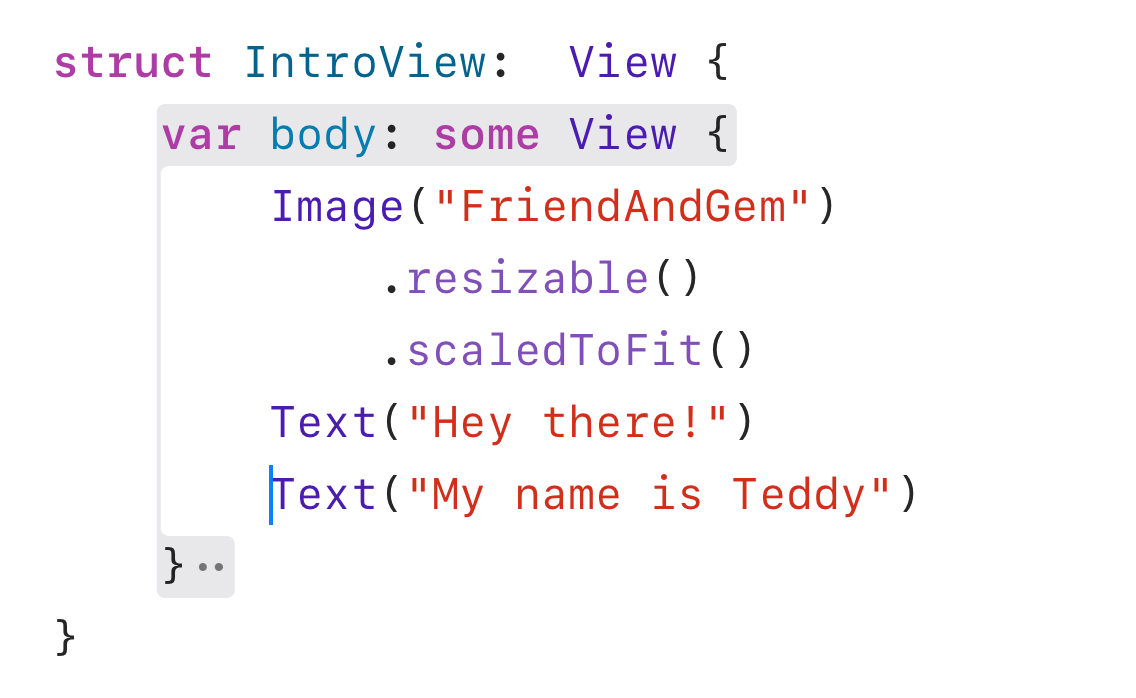 struct IntroView:  View {
    var body: some View {
        Image("FriendAndGem")
            .resizable()
            .scaledToFit()
        Text("Hey there!")
        Text("My name is Teddy")
    }
}